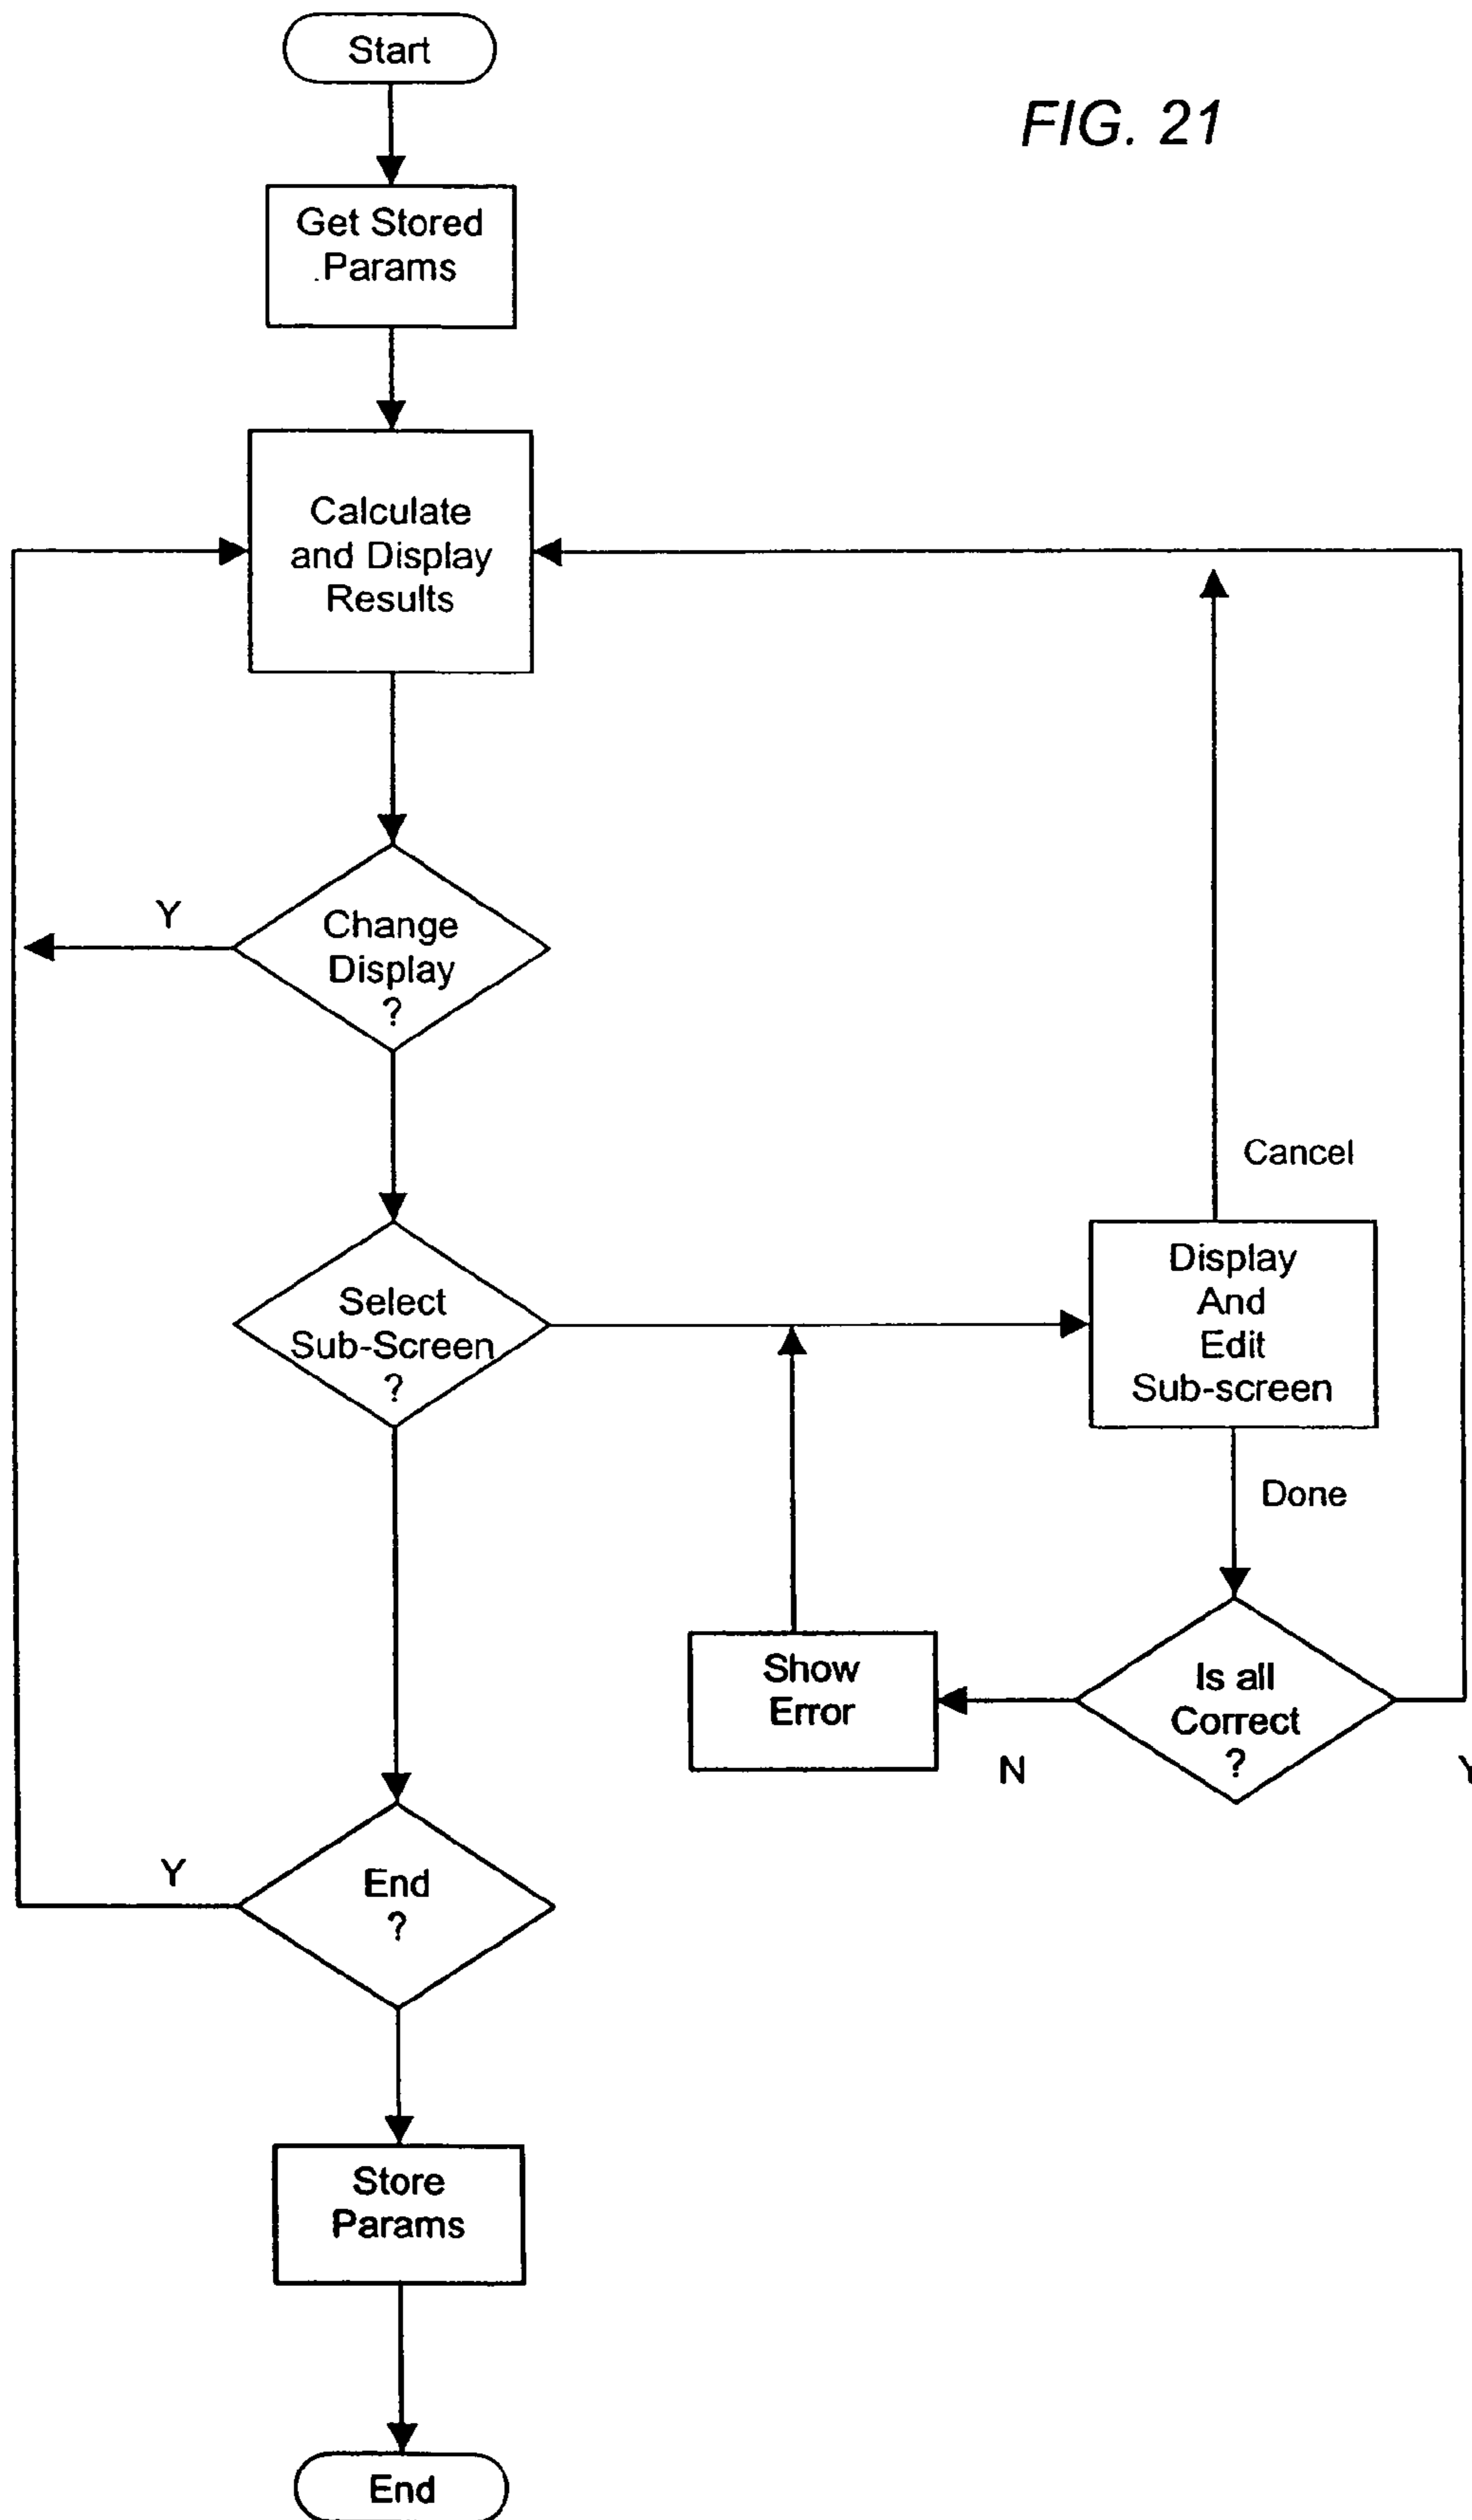 Start
FIG. 21
Get Stored
Params
Calculate
and Display
Results
Y
Change
Display
?
Cancel
Select
Sub-Screen
?
Display
And
Edit
Sub-screen
Done
Show
Error
Is all
Correct
?
N
Y
Y
End
?
Store
Params
End